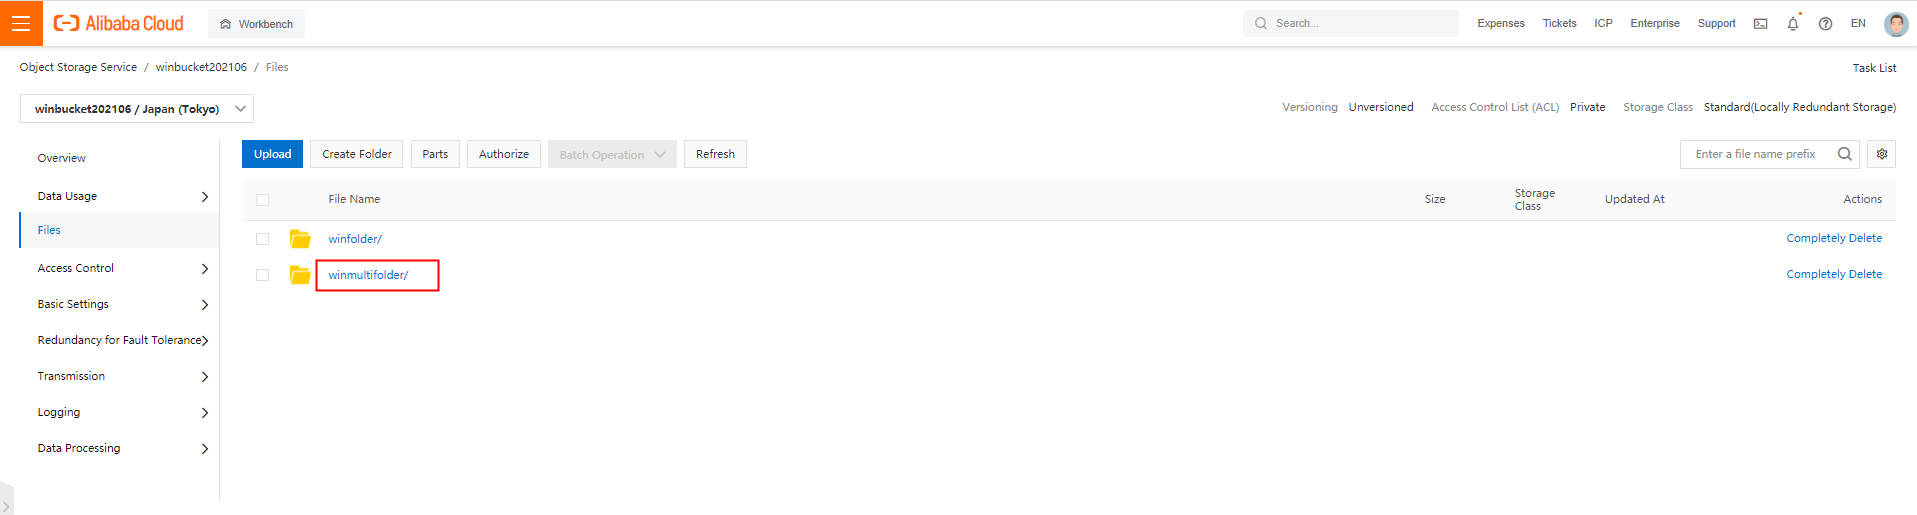 Alibaba Cloud Workbench Search... Expenses Tickets ICP Enterprise Support EN
Object Storage Service / winbucket202106 / Files Task List
winbucket202106 / Japan (Tokyo) Versioning Unversioned Access Control List (ACL) Private Storage Class Standard(Locally Redundant Storage)
Overview
Data Usage
Files
Access Control
Basic Settings
Redundancy for Fault Tolerance
Transmission
Logging
Data Processing
Upload Create Folder Parts Authorize Batch Operation Refresh Enter a file name prefix
File Name Size Storage Class Updated At Actions
winfolder/ Completely Delete
winmultifolder/ Completely Delete